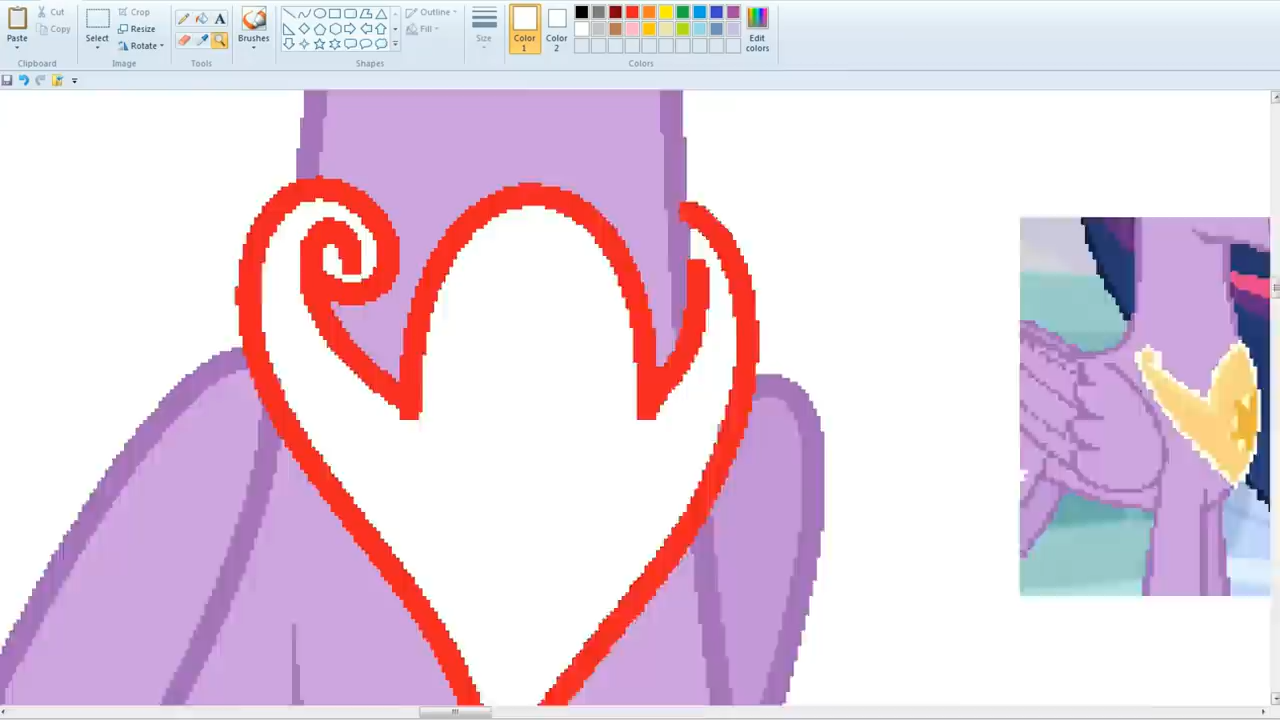 Cut
Copy
Paste
Clipboard
Select
Crop
Resize
Rotate
Image
A
Tools
Brushes
Shapes
Outline
Fill
Size
Color
1
Color
2
Edit
colors
Colors